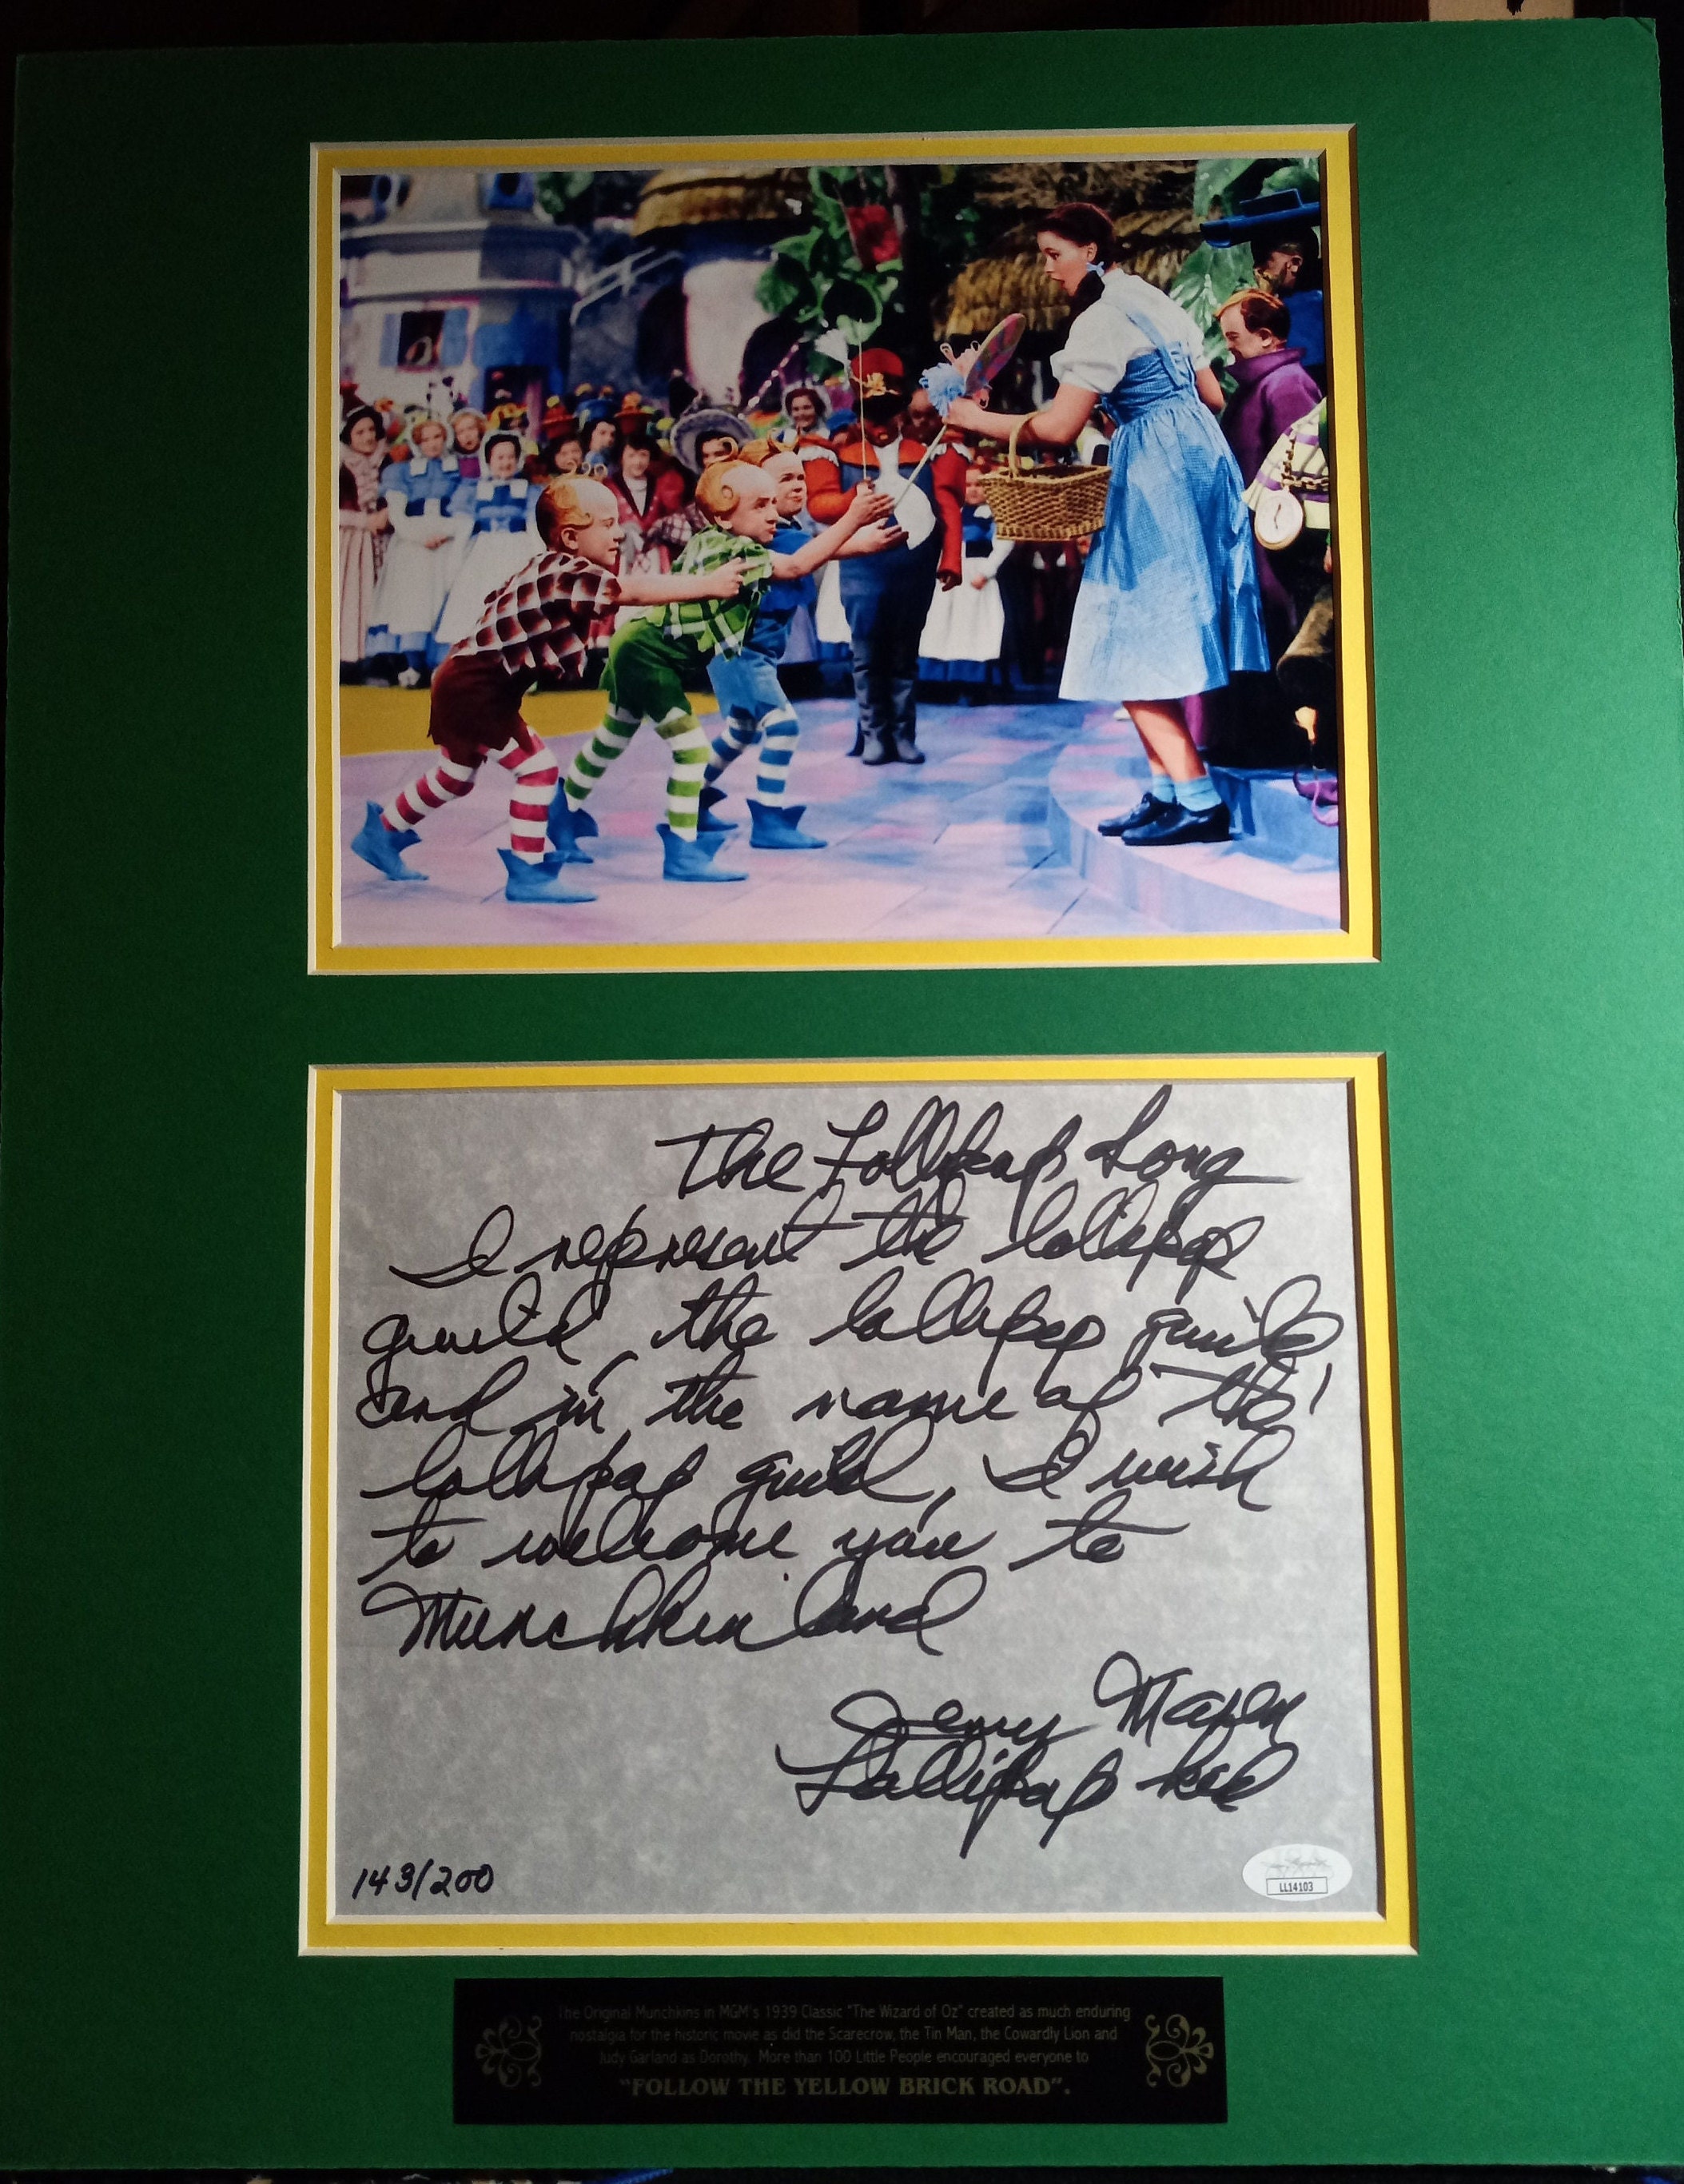 The Lollipop Song
I represent the lollipop
guild, the lollipop guild
and in the name of the
lollipop guild, I wish
to welcome you to
Munchkin land
Jerry Maren
Lollipop kid
143/200
LL14103
The Original Munchkins in MGM's 1939 Classic "The Wizard of Oz" created as much enduring
nostalgia for the historic movie as did the Scarecrow, the Tin Man, the Cowardly Lion and
Judy Garland as Dorothy. More than 100 Little People encouraged everyone to
"FOLLOW THE YELLOW BRICK ROAD".